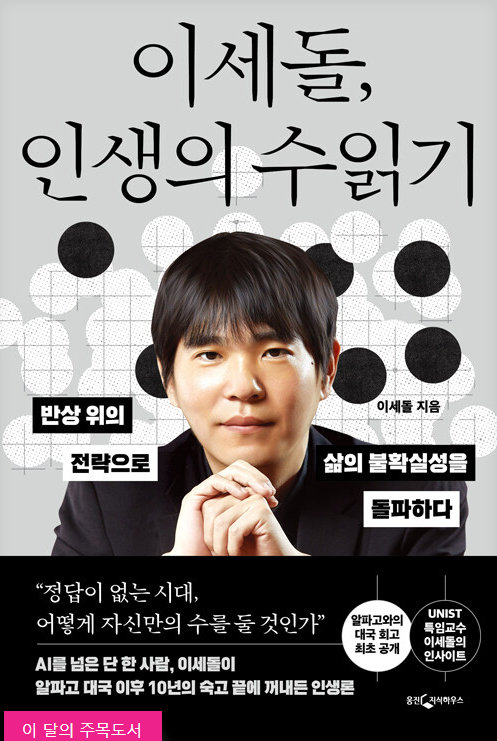 이세돌,
인생의 수읽기
이세돌 지음
반상 위의
전략으로
삶의 불확실성을
돌파하다
“정답이 없는 시대,
어떻게 자신만의 수를 둘 것인가”
AI를 넘은 단 한 사람, 이세돌이
알파고 대국 이후 10년의 숙고 끝에 꺼내든 인생론
알파고와의
대국 회고
최초 공개
UNIST
특임교수
이세돌의
인사이트
웅진 지식하우스
이 달의 주목도서